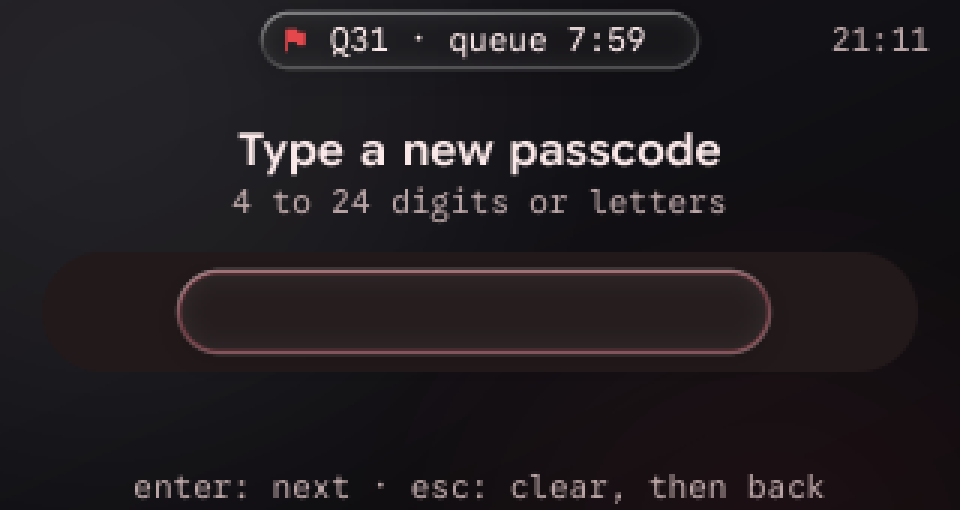 Q31 · queue 7:59
21:11
Type a new passcode
4 to 24 digits or letters
enter: next · esc: clear, then back